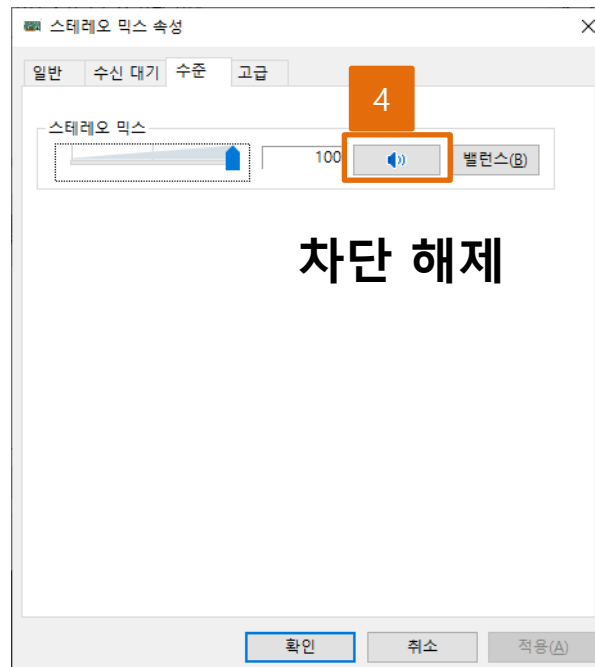 스테레오 믹스 속성
일반 수신 대기 수준 고급
4
스테레오 믹스
100 밸런스(B)
차단 해제
확인 취소 적용(A)